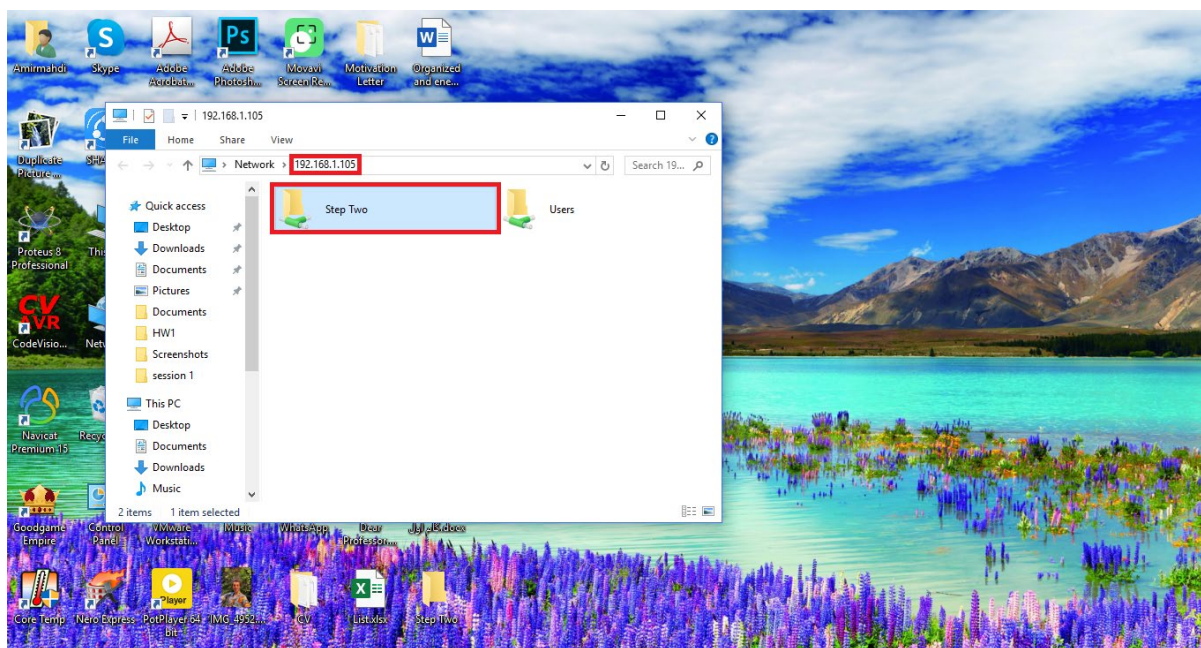 Amirmahdi
Skype
Adobe Acrobat...
Adobe Photosh...
Movavi Screen Re...
Motivation Letter
Organized and ene...
Duplicate Picture ...
192.168.1.105
File Home Share View
Network > 192.168.1.105
Search 19...
Step Two
Users
Quick access
Desktop
Downloads
Documents
Pictures
Documents
HW1
Screenshots
session 1
This PC
Desktop
Documents
Downloads
Music
2 items 1 item selected
Proteus 8 Professional
CodeVisio...
Navicat Premium 15
Goodgame Empire
Control Panel
VMware Workstati...
Music
WhatsApp
Dear Professor...
Core Temp
Nero Express
PotPlayer 64 Bit
IMG_4952...
CV
List.xlsx
Step Two